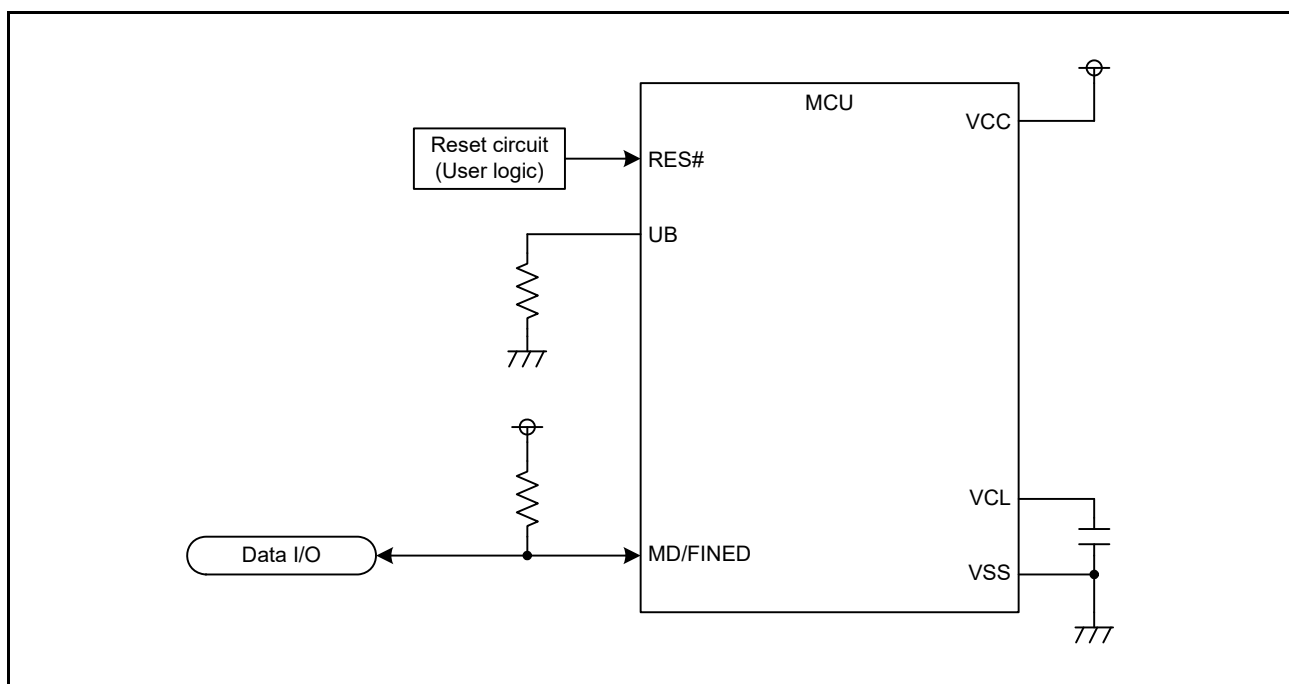 MCU
VCC
Reset circuit
(User logic)
RES#
UB
VCL
Data I/O
MD/FINED
VSS